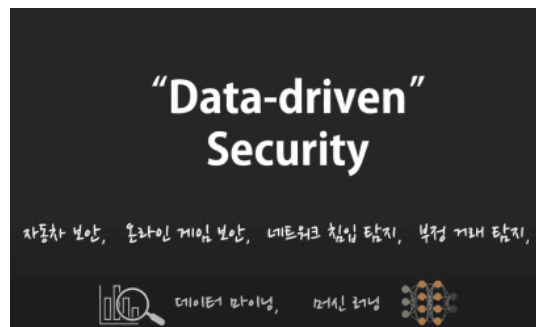 “Data-driven”
Security
자동차 보안, 온라인 게임 보안, 네트워크 침입 탐지, 부정 거래 탐지,
데이터 마이닝, 머신 러닝